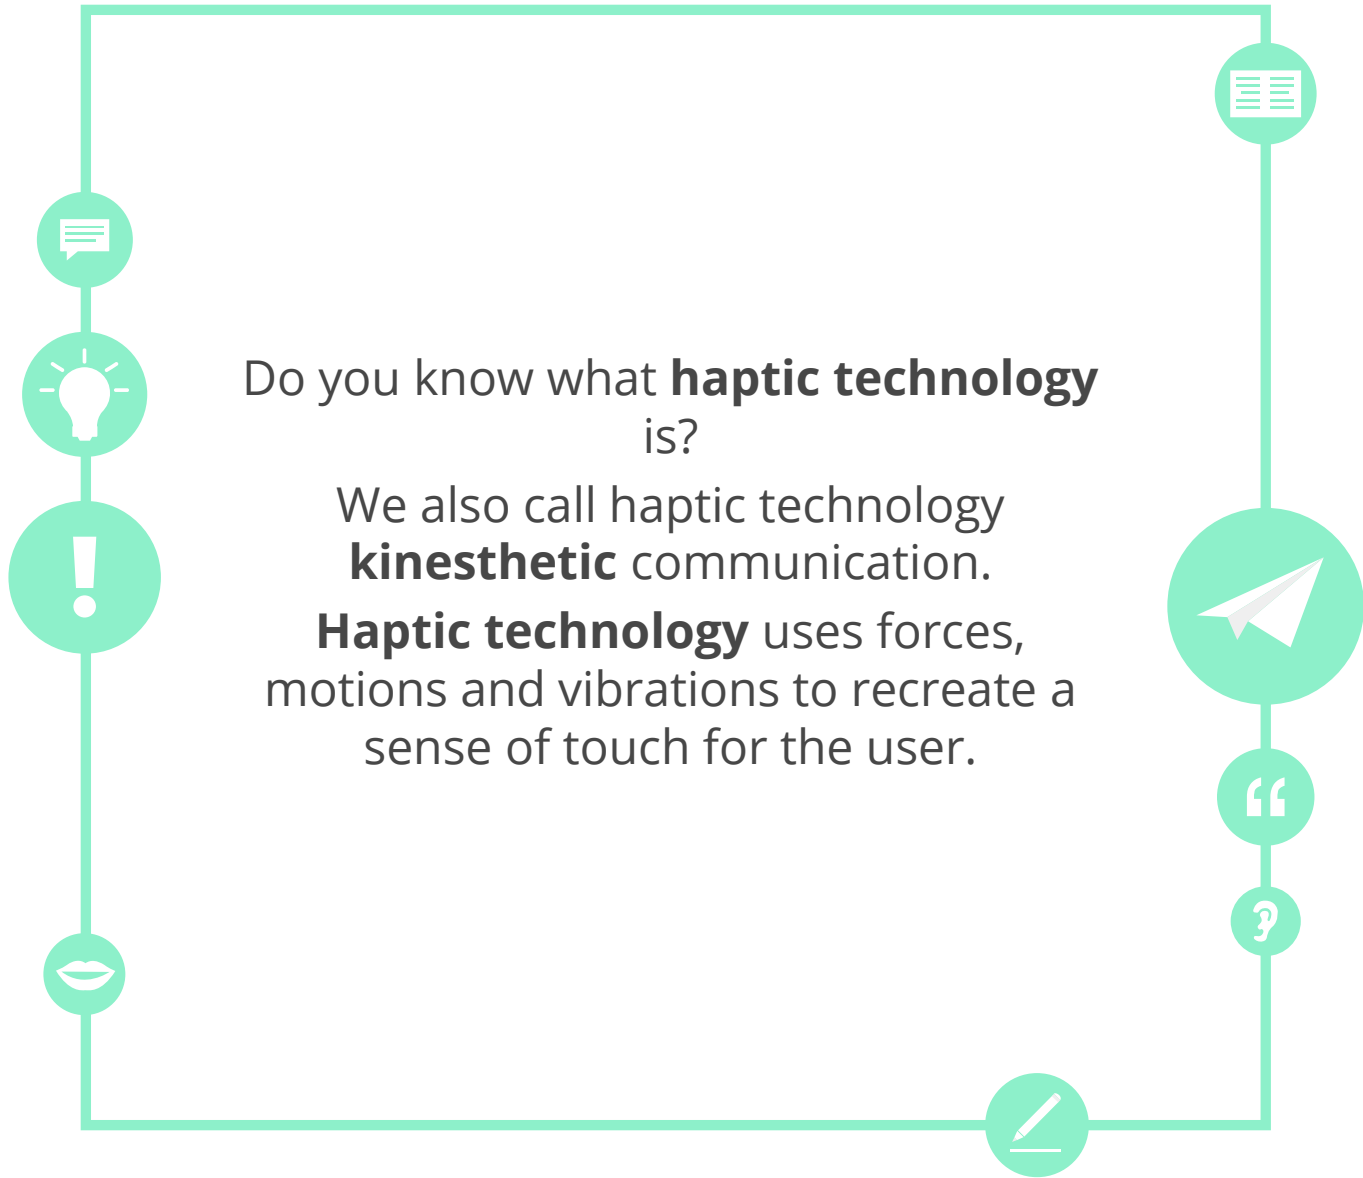 Do you know what haptic technology
is?
We also call haptic technology
kinesthetic communication.
Haptic technology uses forces,
motions and vibrations to recreate a
sense of touch for the user.